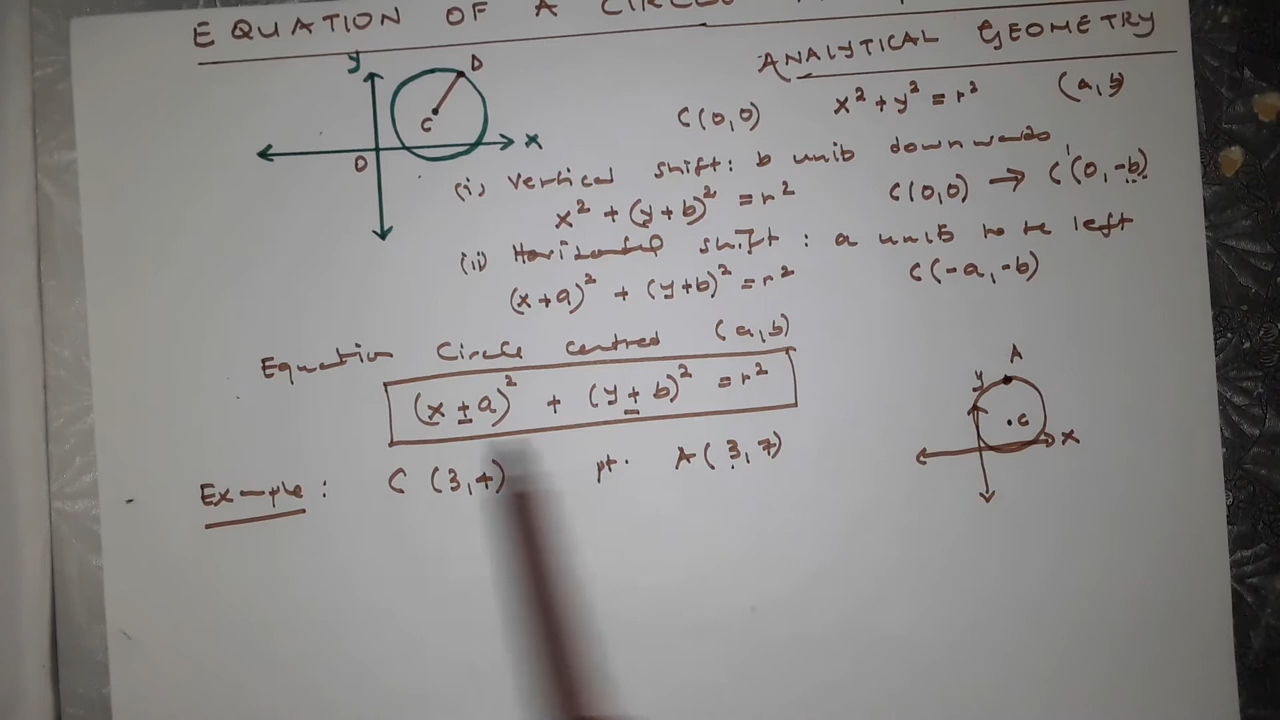 EQUATION OF A CIRCLE
ANALYTICAL GEOMETRY
y D
C
x
O
C(0,0) x² + y² = r² (a,b)
(i) vertical shift: b units downwards
x² + (y+b)² = r² C(0,0) → C'(0,-b)
(ii) Horizontal shift: a units to the left
(x+a)² + (y+b)² = r² C(-a,-b)
Equation Circle centred (a,b)
(x ± a)² + (y ± b)² = r²
Example: C (3,4) pt. A(3,7)
A
y
C
x